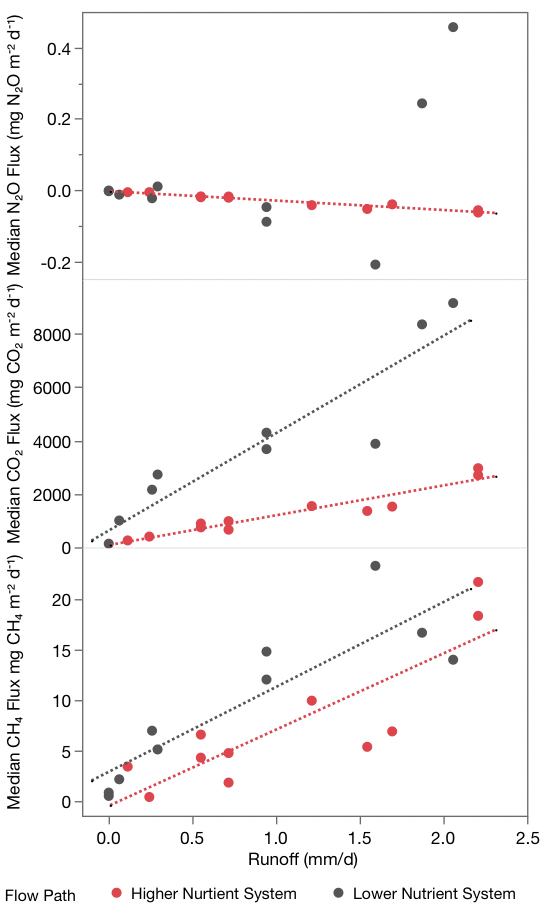 Median N₂O Flux (mg N₂O m⁻² d⁻¹)
0.4
0.2
0.0
-0.2
Median CO₂ Flux (mg CO₂ m⁻² d⁻¹)
8000
6000
4000
2000
0
Median CH₄ Flux mg CH₄ m⁻² d⁻¹)
20
15
10
5
0
0.0 0.5 1.0 1.5 2.0 2.5
Runoff (mm/d)
Flow Path Higher Nurtient System Lower Nutrient System